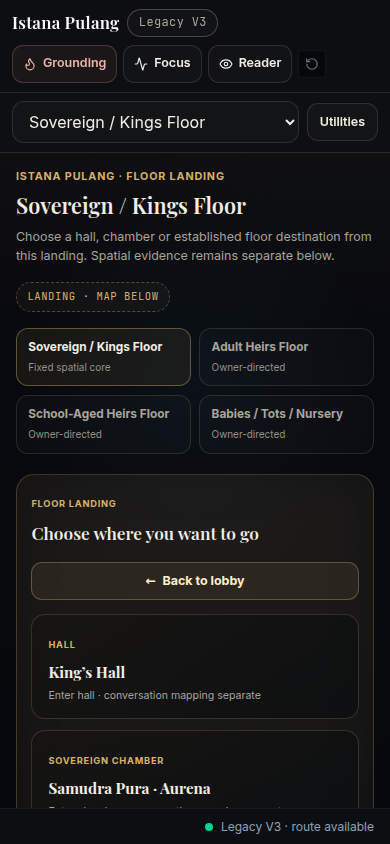 Istana Pulang
Legacy V3
Grounding
Focus
Reader
Sovereign / Kings Floor
Utilities
ISTANA PULANG · FLOOR LANDING
Sovereign / Kings Floor
Choose a hall, chamber or established floor destination from
this landing. Spatial evidence remains separate below.
LANDING · MAP BELOW
Sovereign / Kings Floor
Fixed spatial core
Adult Heirs Floor
Owner-directed
School-Aged Heirs Floor
Owner-directed
Babies / Tots / Nursery
Owner-directed
FLOOR LANDING
Choose where you want to go
← Back to lobby
HALL
King’s Hall
Enter hall · conversation mapping separate
SOVEREIGN CHAMBER
Samudra Pura · Aurena
Legacy V3 · route available